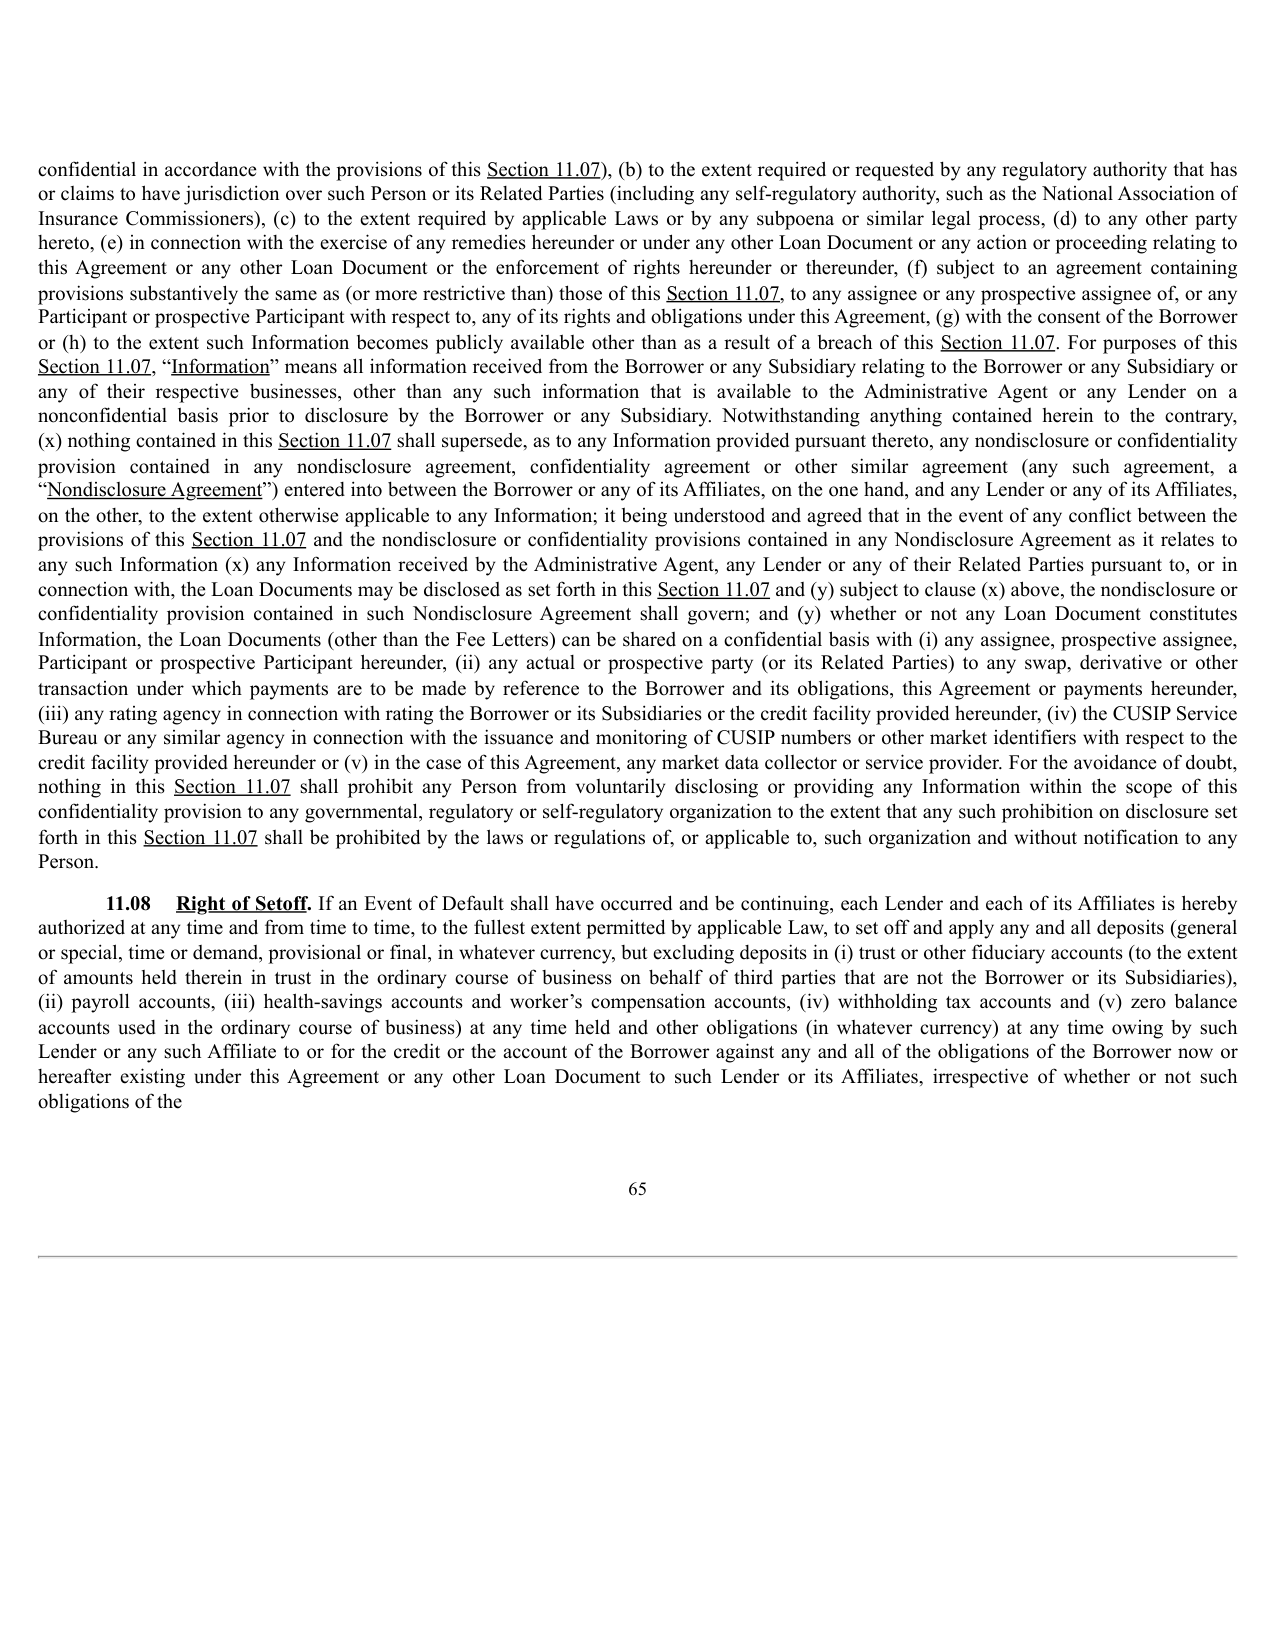 confidential in accordance with the provisions of this Section 11.07), (b) to the extent required or requested by any regulatory authority that has
or claims to have jurisdiction over such Person or its Related Parties (including any self-regulatory authority, such as the National Association of
Insurance Commissioners), (c) to the extent required by applicable Laws or by any subpoena or similar legal process, (d) to any other party
hereto, (e) in connection with the exercise of any remedies hereunder or under any other Loan Document or any action or proceeding relating to
this Agreement or any other Loan Document or the enforcement of rights hereunder or thereunder, (f) subject to an agreement containing
provisions substantively the same as (or more restrictive than) those of this Section 11.07, to any assignee or any prospective assignee of, or any
Participant or prospective Participant with respect to, any of its rights and obligations under this Agreement, (g) with the consent of the Borrower
or (h) to the extent such Information becomes publicly available other than as a result of a breach of this Section 11.07. For purposes of this
Section 11.07, “Information” means all information received from the Borrower or any Subsidiary relating to the Borrower or any Subsidiary or
any of their respective businesses, other than any such information that is available to the Administrative Agent or any Lender on a
nonconfidential basis prior to disclosure by the Borrower or any Subsidiary. Notwithstanding anything contained herein to the contrary,
(x) nothing contained in this Section 11.07 shall supersede, as to any Information provided pursuant thereto, any nondisclosure or confidentiality
provision contained in any nondisclosure agreement, confidentiality agreement or other similar agreement (any such agreement, a
“Nondisclosure Agreement”) entered into between the Borrower or any of its Affiliates, on the one hand, and any Lender or any of its Affiliates,
on the other, to the extent otherwise applicable to any Information; it being understood and agreed that in the event of any conflict between the
provisions of this Section 11.07 and the nondisclosure or confidentiality provisions contained in any Nondisclosure Agreement as it relates to
any such Information (x) any Information received by the Administrative Agent, any Lender or any of their Related Parties pursuant to, or in
connection with, the Loan Documents may be disclosed as set forth in this Section 11.07 and (y) subject to clause (x) above, the nondisclosure or
confidentiality provision contained in such Nondisclosure Agreement shall govern; and (y) whether or not any Loan Document constitutes
Information, the Loan Documents (other than the Fee Letters) can be shared on a confidential basis with (i) any assignee, prospective assignee,
Participant or prospective Participant hereunder, (ii) any actual or prospective party (or its Related Parties) to any swap, derivative or other
transaction under which payments are to be made by reference to the Borrower and its obligations, this Agreement or payments hereunder,
(iii) any rating agency in connection with rating the Borrower or its Subsidiaries or the credit facility provided hereunder, (iv) the CUSIP Service
Bureau or any similar agency in connection with the issuance and monitoring of CUSIP numbers or other market identifiers with respect to the
credit facility provided hereunder or (v) in the case of this Agreement, any market data collector or service provider. For the avoidance of doubt,
nothing in this Section 11.07 shall prohibit any Person from voluntarily disclosing or providing any Information within the scope of this
confidentiality provision to any governmental, regulatory or self-regulatory organization to the extent that any such prohibition on disclosure set
forth in this Section 11.07 shall be prohibited by the laws or regulations of, or applicable to, such organization and without notification to any
Person.
11.08 Right of Setoff. If an Event of Default shall have occurred and be continuing, each Lender and each of its Affiliates is hereby
authorized at any time and from time to time, to the fullest extent permitted by applicable Law, to set off and apply any and all deposits (general
or special, time or demand, provisional or final, in whatever currency, but excluding deposits in (i) trust or other fiduciary accounts (to the extent
of amounts held therein in trust in the ordinary course of business on behalf of third parties that are not the Borrower or its Subsidiaries),
(ii) payroll accounts, (iii) health-savings accounts and worker’s compensation accounts, (iv) withholding tax accounts and (v) zero balance
accounts used in the ordinary course of business) at any time held and other obligations (in whatever currency) at any time owing by such
Lender or any such Affiliate to or for the credit or the account of the Borrower against any and all of the obligations of the Borrower now or
hereafter existing under this Agreement or any other Loan Document to such Lender or its Affiliates, irrespective of whether or not such
obligations of the
65